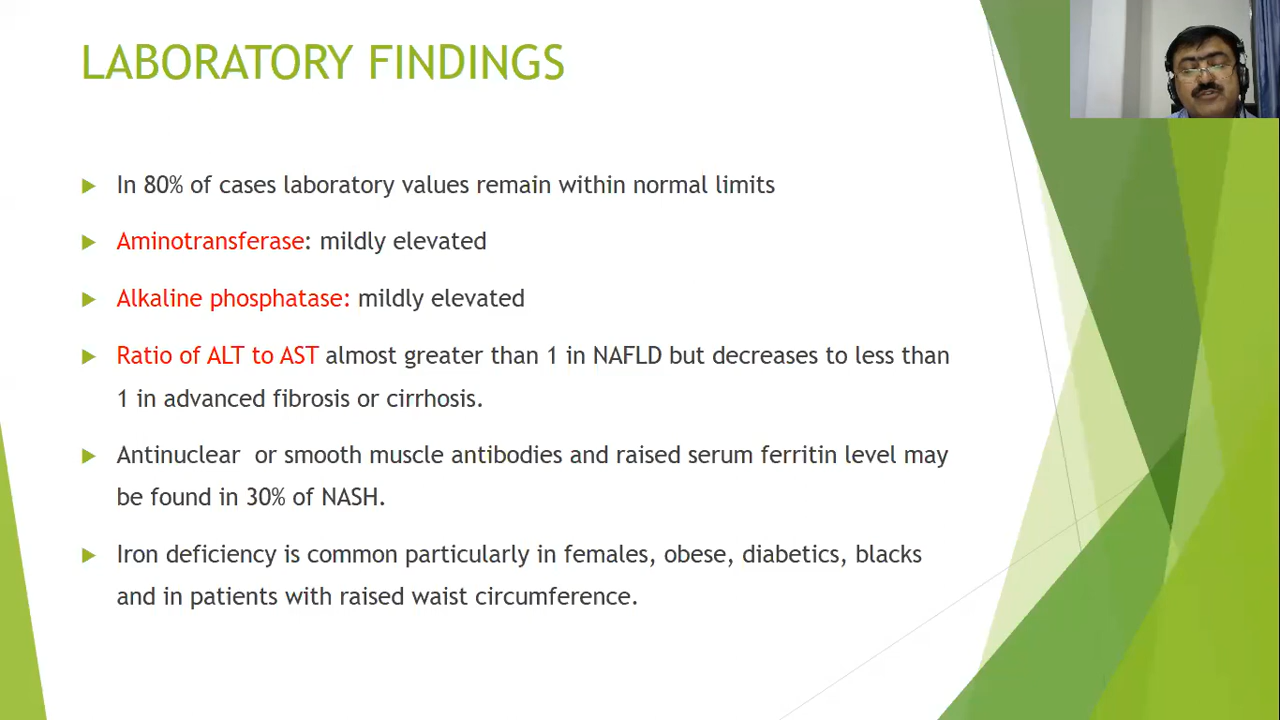 LABORATORY FINDINGS
In 80% of cases laboratory values remain within normal limits
Aminotransferase: mildly elevated
Alkaline phosphatase: mildly elevated
Ratio of ALT to AST almost greater than 1 in NAFLD but decreases to less than
1 in advanced fibrosis or cirrhosis.
Antinuclear or smooth muscle antibodies and raised serum ferritin level may
be found in 30% of NASH.
Iron deficiency is common particularly in females, obese, diabetics, blacks
and in patients with raised waist circumference.